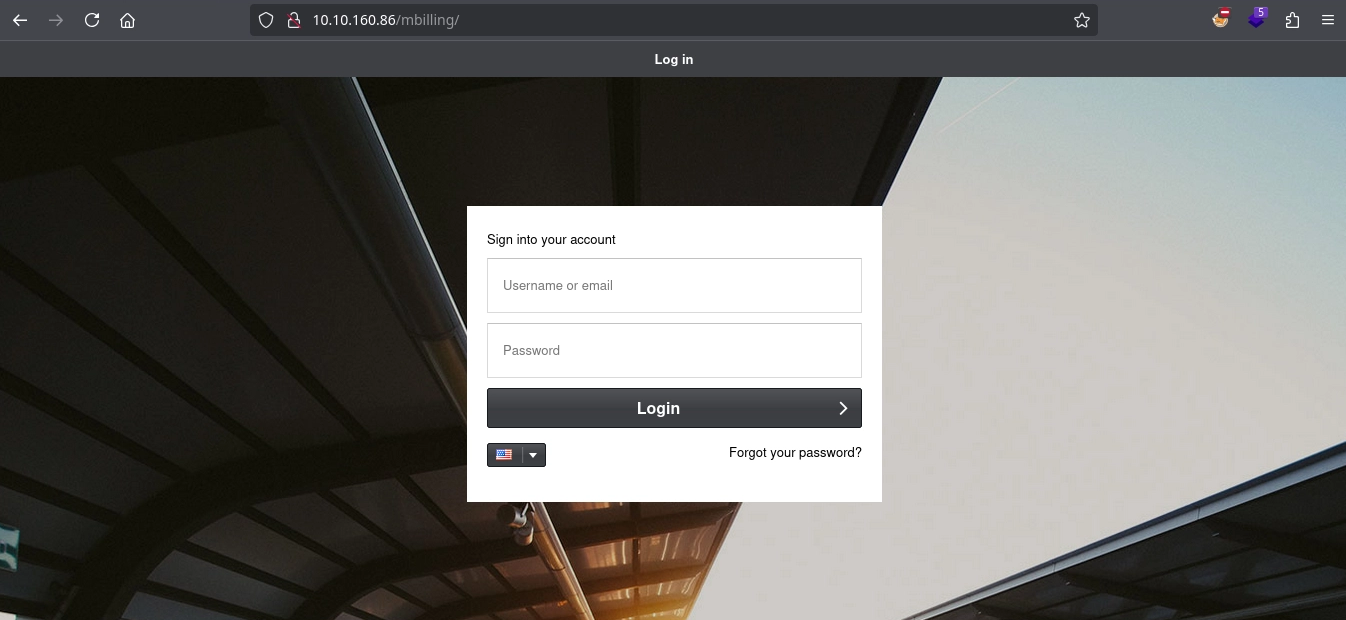 10.10.160.86/mbilling/
5
Log in
Sign into your account
Username or email
Password
Login
Forgot your password?